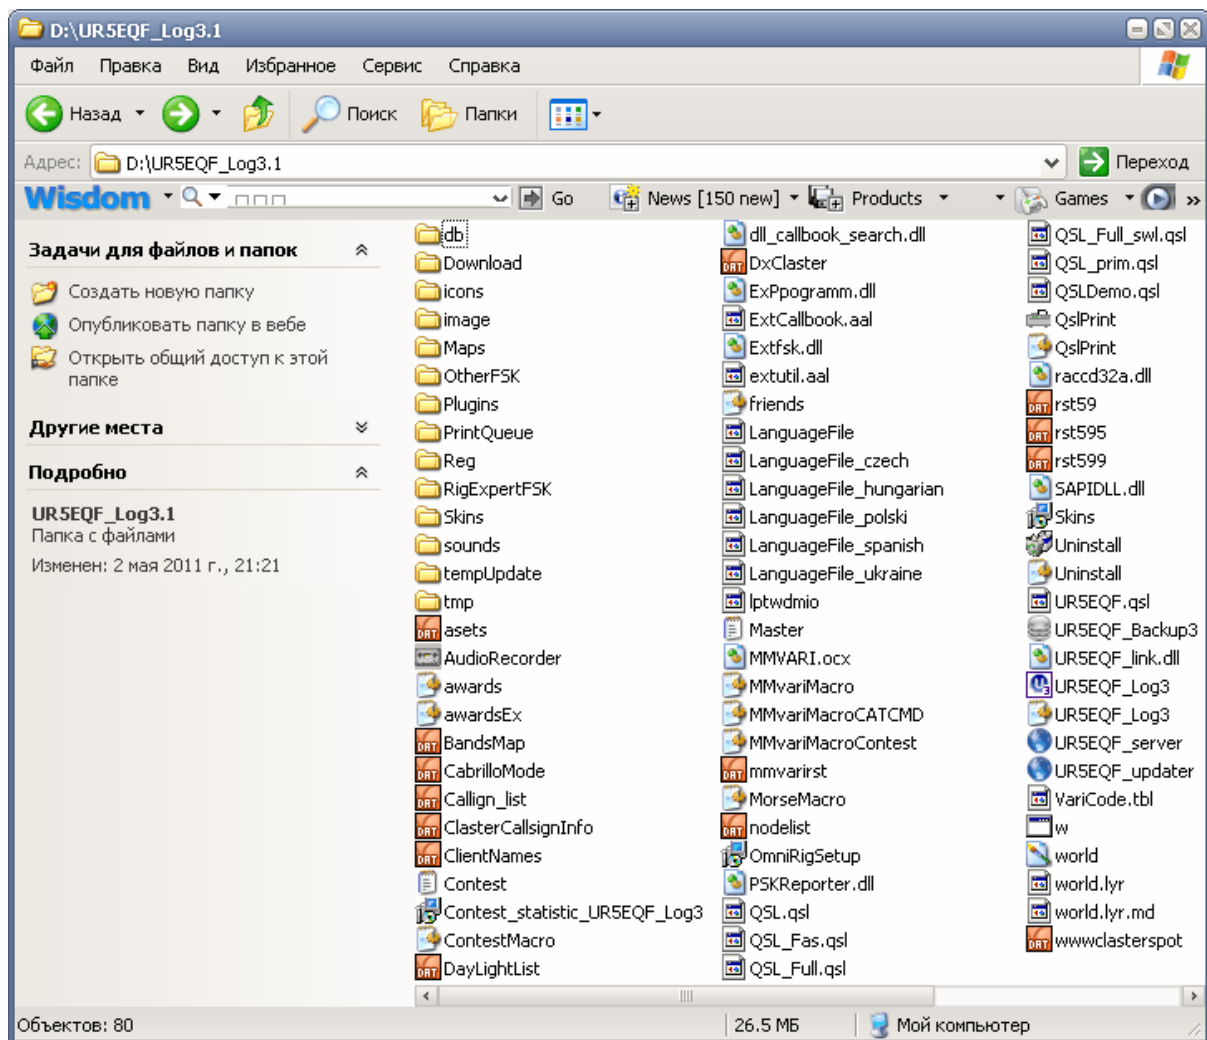 D:\UR5EQF_Log3.1
Файл Правка Вид Избранное Сервис Справка
Назад Поиск Папки
Адрес: D:\UR5EQF_Log3.1 Переход
Wisdom Go News [150 new] Products Games »
Задачи для файлов и папок
Создать новую папку
Опубликовать папку в вебе
Открыть общий доступ к этой
папке
Другие места
Подробно
UR5EQF_Log3.1
Папка с файлами
Изменен: 2 мая 2011 г., 21:21
db
Download
icons
image
Maps
OtherFSK
Plugins
PrintQueue
Reg
RigExpertFSK
Skins
sounds
tempUpdate
tmp
asets
AudioRecorder
awards
awardsEx
BandsMap
CabrilloMode
Callign_list
ClasterCallsignInfo
ClientNames
Contest
Contest_statistic_UR5EQF_Log3
ContestMacro
DayLightList
dll_callbook_search.dll
DxClaster
ExPpogramm.dll
ExtCallbook.aal
Extfsk.dll
extutil.aal
friends
LanguageFile
LanguageFile_czech
LanguageFile_hungarian
LanguageFile_polski
LanguageFile_spanish
LanguageFile_ukraine
lptwdmio
Master
MMVARI.ocx
MMvariMacro
MMvariMacroCATCMD
MMvariMacroContest
mmvarirst
MorseMacro
nodelist
OmniRigSetup
PSKReporter.dll
QSL.qsl
QSL_Fas.qsl
QSL_Full.qsl
QSL_Full_swl.qsl
QSL_prim.qsl
QSLDemo.qsl
QslPrint
QslPrint
raccd32a.dll
rst59
rst595
rst599
SAPIDLL.dll
Skins
Uninstall
Uninstall
UR5EQF.qsl
UR5EQF_Backup3
UR5EQF_link.dll
UR5EQF_Log3
UR5EQF_Log3
UR5EQF_server
UR5EQF_updater
VariCode.tbl
w
world
world.lyr
world.lyr.md
wwwclasterspot
Объектов: 80 26.5 МБ Мой компьютер